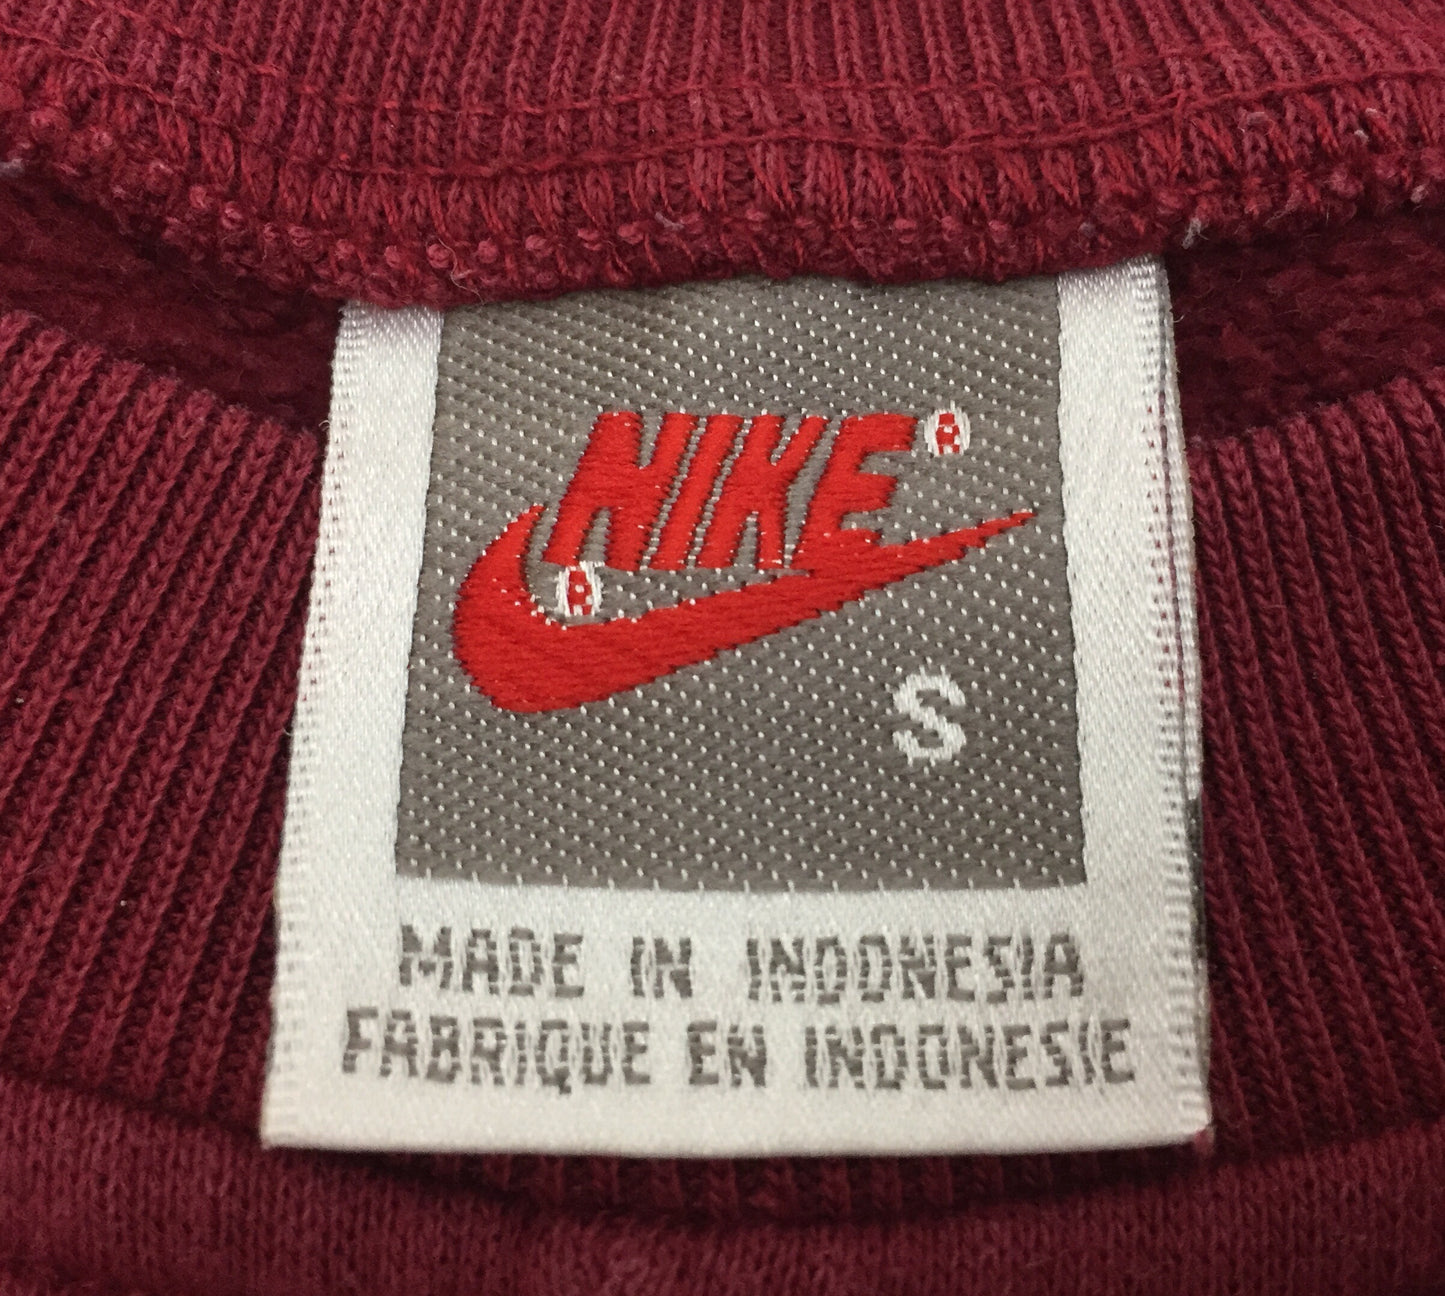 NIKE®
®
S
MADE IN INDONESIA
FABRIQUE EN INDONESIE